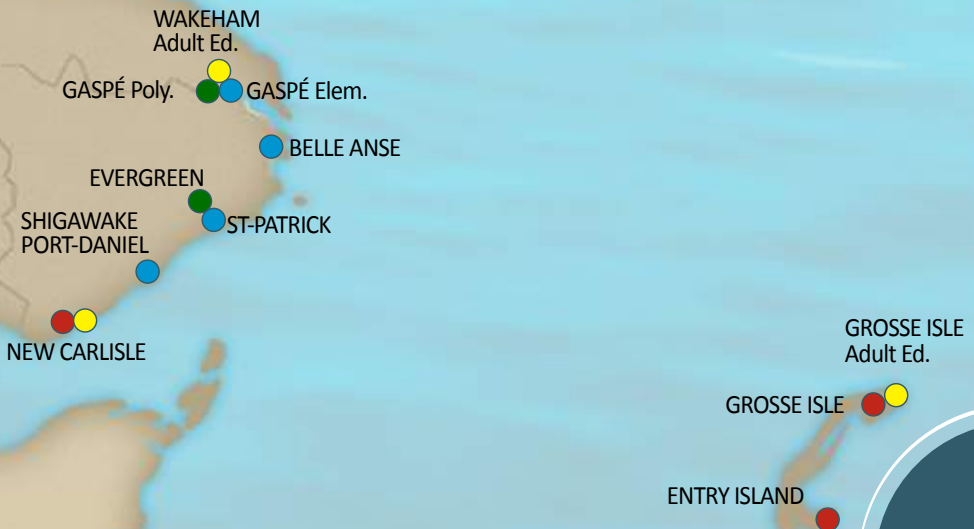 WAKEHAM
Adult Ed.
GASPÉ Poly.
GASPÉ Elem.
BELLE ANSE
EVERGREEN
ST-PATRICK
SHIGAWAKE
PORT-DANIEL
NEW CARLISLE
GROSSE ISLE
Adult Ed.
GROSSE ISLE
ENTRY ISLAND